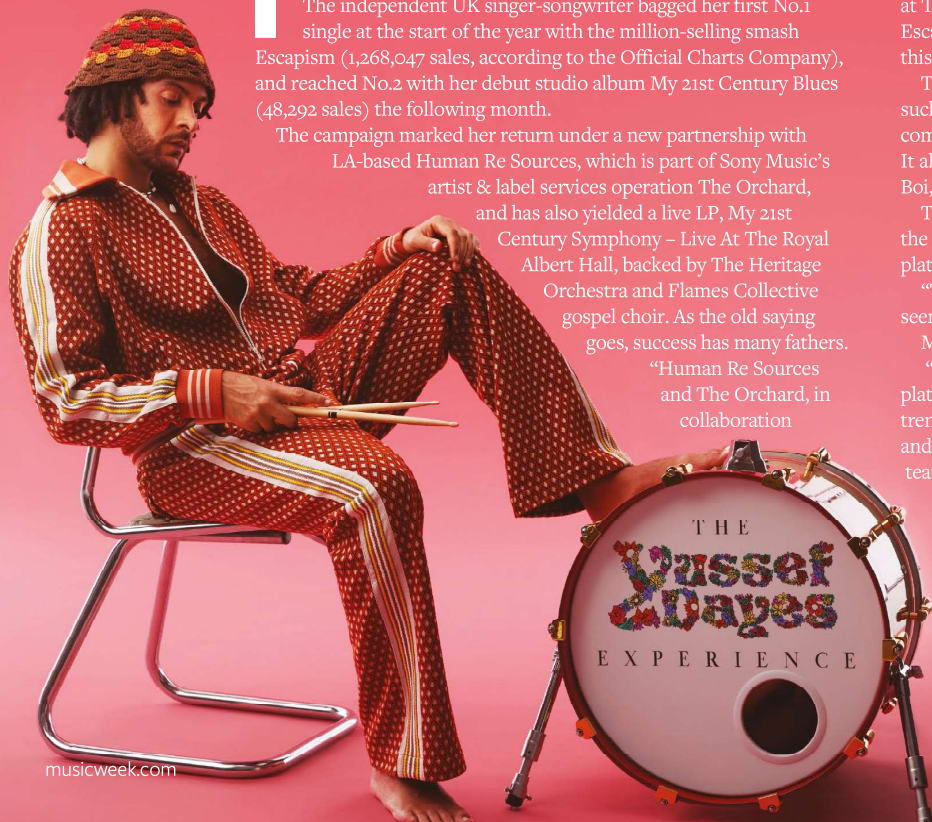 The independent UK singer-songwriter bagged her first No.1
single at the start of the year with the million-selling smash
Escapism (1,268,047 sales, according to the Official Charts Company),
and reached No.2 with her debut studio album My 21st Century Blues
(48,292 sales) the following month.
The campaign marked her return under a new partnership with
LA-based Human Re Sources, which is part of Sony Music’s
artist & label services operation The Orchard,
and has also yielded a live LP, My 21st
Century Symphony – Live At The Royal
Albert Hall, backed by The Heritage
Orchestra and Flames Collective
gospel choir. As the old saying
goes, success has many fathers.
“Human Re Sources
and The Orchard, in
collaboration
at
this
the
and
THE
Yussef
Dayes
EXPERIENCE
musicweek.com